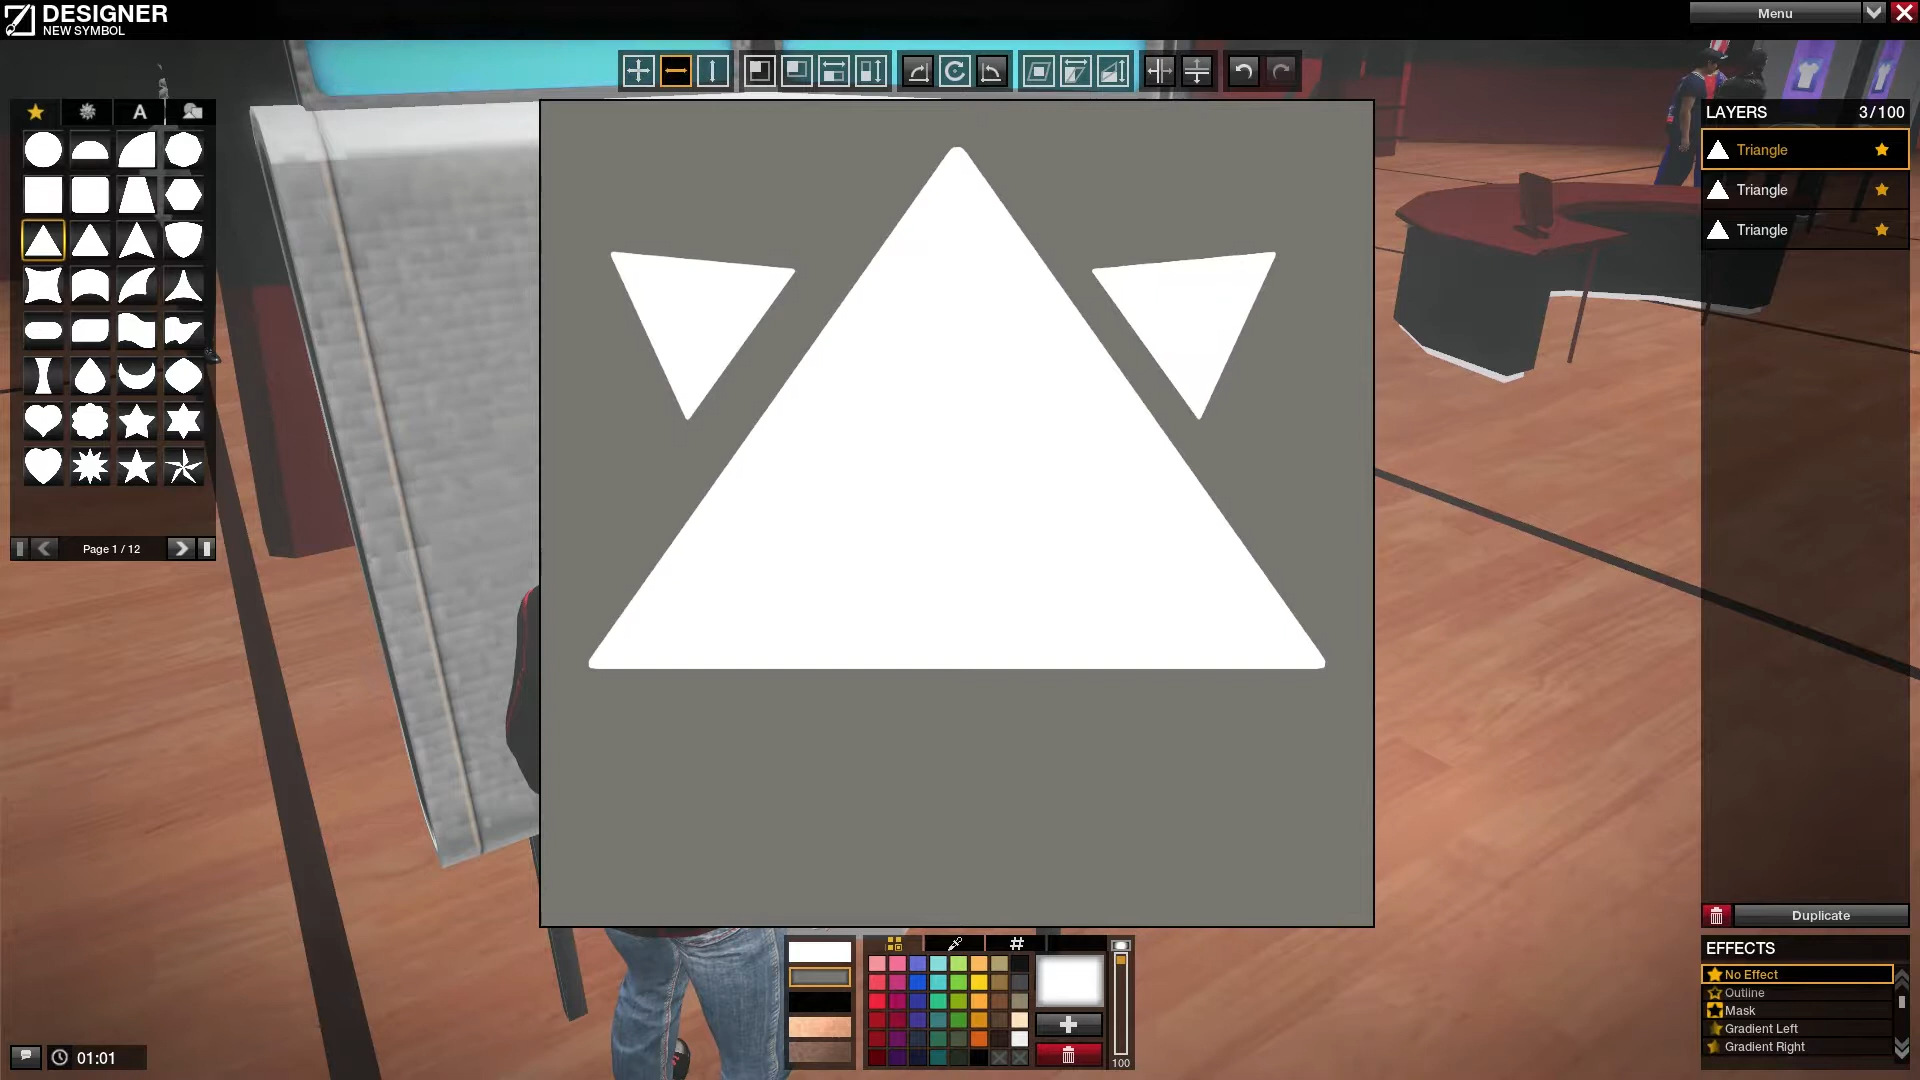 DESIGNER
NEW SYMBOL
Menu
A
LAYERS 3/100
Triangle
Triangle
Triangle
Page 1 / 12
Duplicate
EFFECTS
No Effect
Outline
Mask
Gradient Left
Gradient Right
#
100
01:01